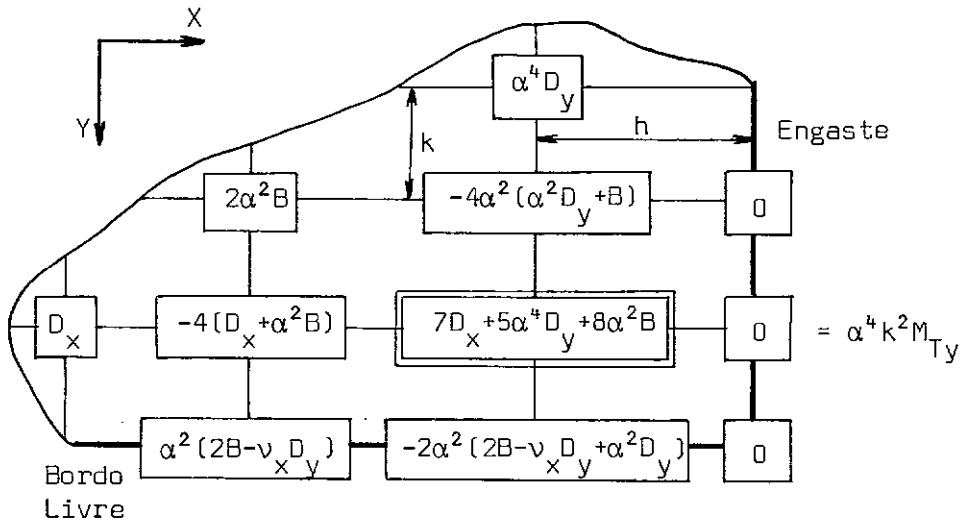 X
Y
α⁴D_y
k
h
Engaste
2α²B
-4α²(α²D_y+B)
0
D_x
-4(D_x+α²B)
7D_x+5α⁴D_y+8α²B
0
= α⁴k²M_Ty
α²(2B-ν_xD_y)
-2α²(2B-ν_xD_y+α²D_y)
0
Bordo
Livre